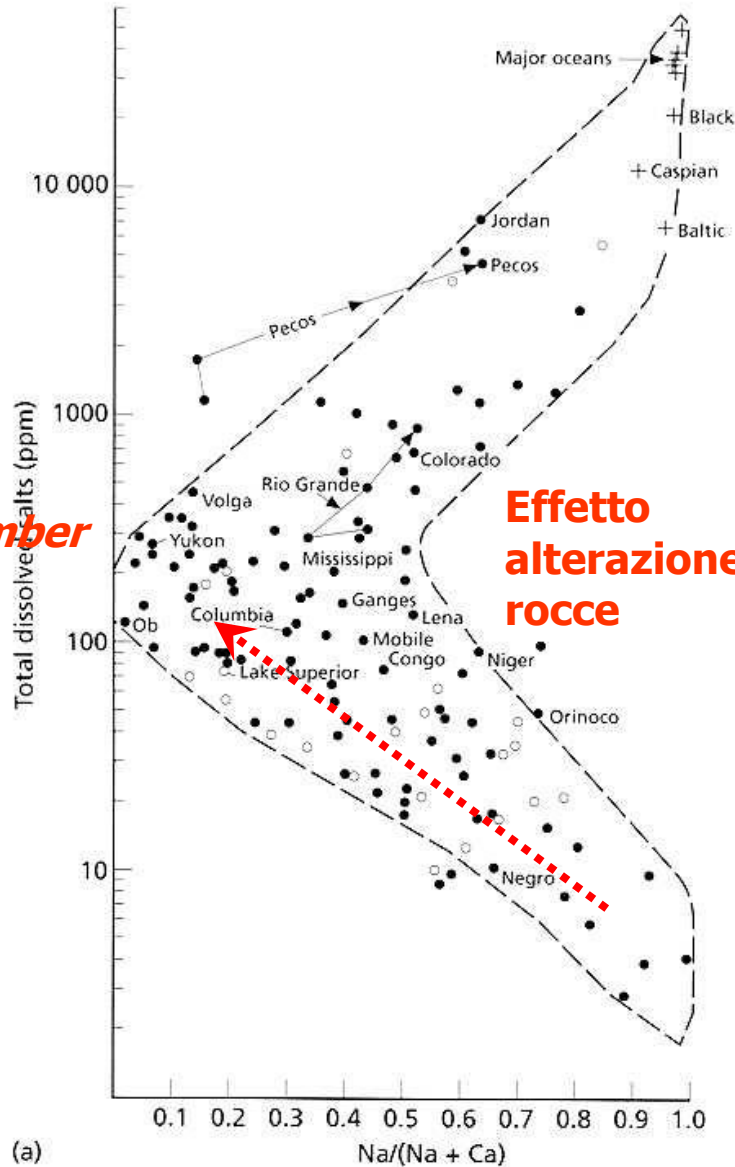 Major oceans
Black
10 000
Caspian
Jordan
Baltic
Pecos
Pecos
1000
Total dissolved salts (ppm)
Colorado
Rio Grande
Volga
Effetto
alterazione
rocce
mber
Yukon
Mississippi
Ganges
Lena
Columbia
100
Ob
Mobile
Congo
Niger
Lake Superior
Orinoco
10
Negro
0.1 0.2 0.3 0.4 0.5 0.6 0.7 0.8 0.9 1.0
(a)
Na/(Na + Ca)